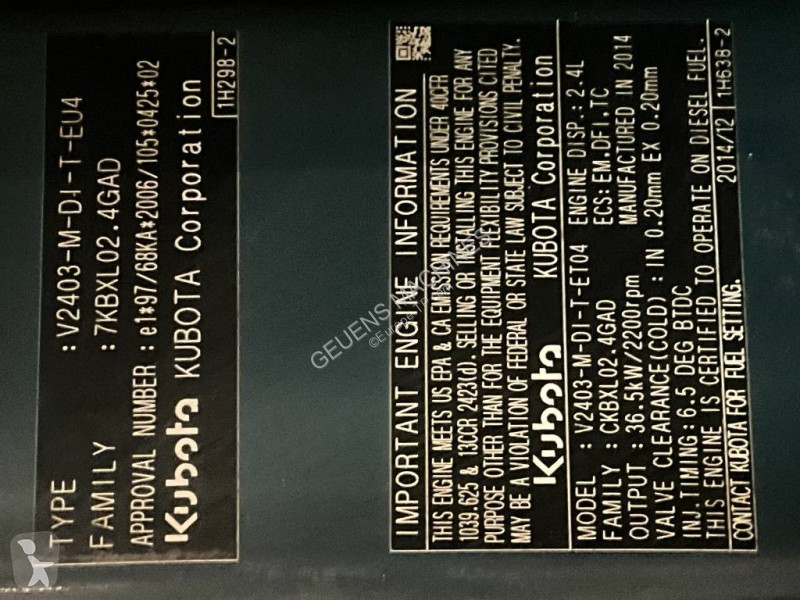 TYPE : V2403-M-DI-T-EU4
FAMILY : 7KBXL02.4GAD
APPROVAL NUMBER : e1*97/68KA*2006/105*0425*02
Kubota KUBOTA Corporation
1H298-2
IMPORTANT ENGINE INFORMATION
THIS ENGINE MEETS US EPA & CA EMISSION REQUIREMENTS UNDER 40CFR
1039.625 & 13CCR 2423(d). SELLING OR INSTALLING THIS ENGINE FOR ANY
PURPOSE OTHER THAN FOR THE EQUIPMENT FLEXIBILITY PROVISIONS CITED
MAY BE A VIOLATION OF FEDERAL OR STATE LAW SUBJECT TO CIVIL PENALTY.
Kubota KUBOTA Corporation
MODEL : V2403-M-DI-T-ET04 ENGINE DISP.: 2.4L
FAMILY : CKBXL02.4GAD ECS: EM.DFI.TC
OUTPUT : 36.5kW/2200rpm MANUFACTURED IN 2014
VALVE CLEARANCE(COLD) : IN 0.20mm EX 0.20mm
INJ.TIMING:6.5 DEG BTDC
THIS ENGINE IS CERTIFIED TO OPERATE ON DIESEL FUEL.
CONTACT KUBOTA FOR FUEL SETTING. 2014/12 1H638-2
GEUENS MACHINES